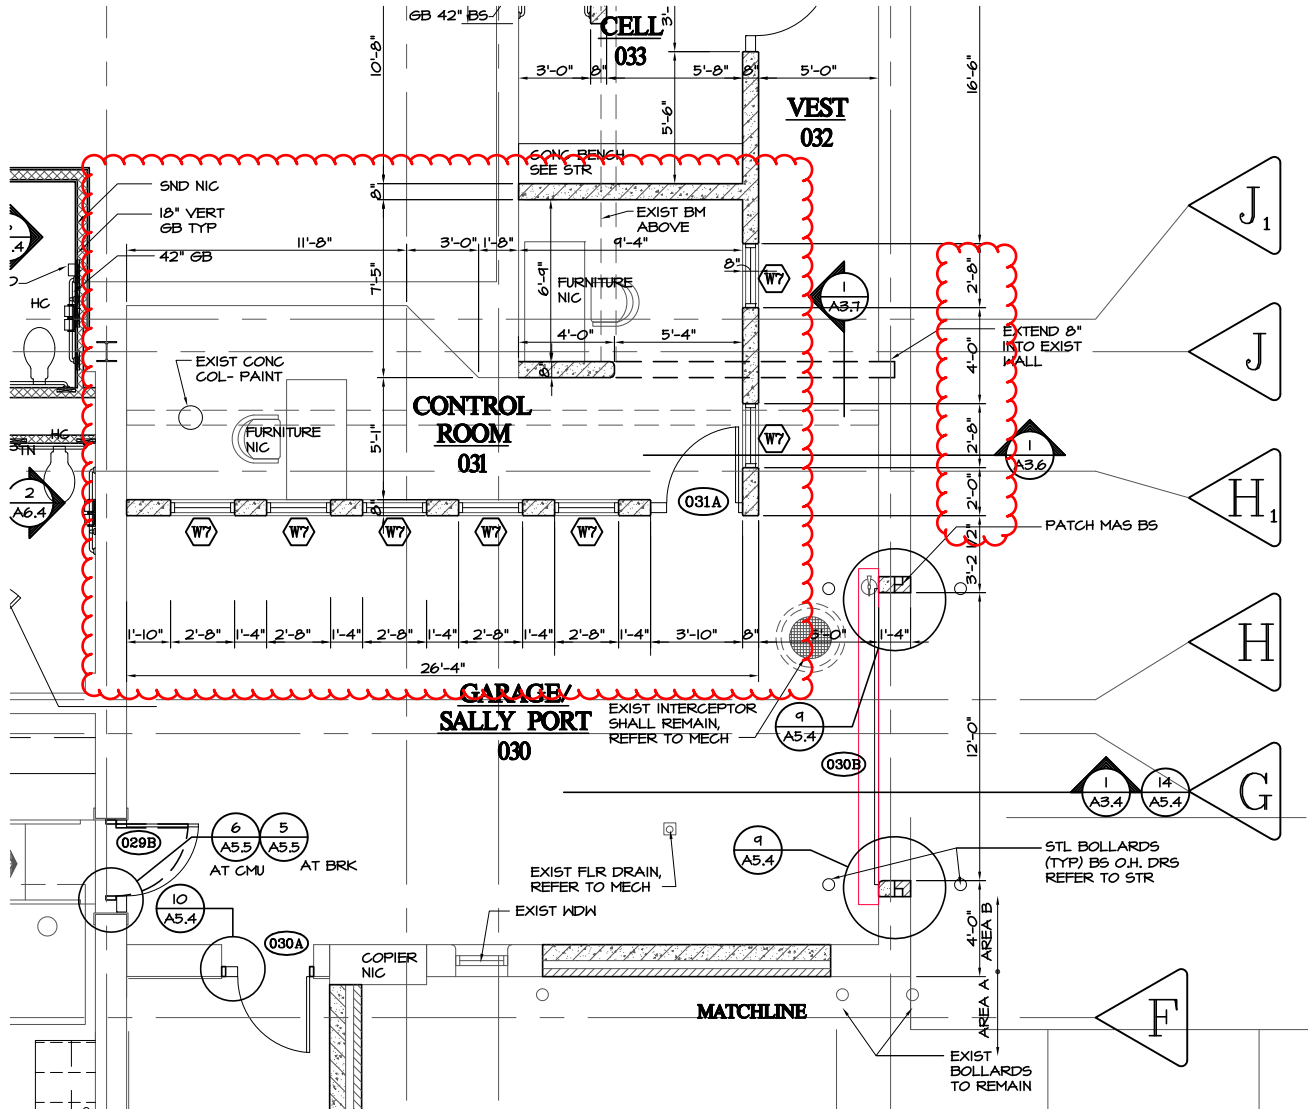 GB 42" BS
CELL
033
3'-
10'-8"
3'-0"
8"
5'-8"
8"
5'-0"
16'-6"
5'-6"
VEST
032
CONC BENCH
SEE STR
SND NIC
18" VERT
GB TYP
42" GB
8"
EXIST BM
ABOVE
11'-8"
3'-0"
1'-8"
9'-4"
8"
W7
1
A3.7
2'-8"
J1
HC
7'-5"
6'-9"
FURNITURE
NIC
4'-0"
5'-4"
EXTEND 8"
INTO EXIST
WALL
4'-0"
J
EXIST CONC
COL- PAINT
8"
CONTROL
ROOM
031
FURNITURE
NIC
5'-1"
W7
2'-8"
1
A3.6
HC
2
A6.4
8"
031A
2'-0"
H1
W7
W7
W7
W7
W7
PATCH MAS BS
3'-2 1/2"
1'-10"
2'-8"
1'-4"
2'-8"
1'-4"
2'-8"
1'-4"
2'-8"
1'-4"
2'-8"
1'-4"
3'-10"
8"
5'-0"
1'-4"
26'-4"
H
GARAGE/
SALLY PORT
030
EXIST INTERCEPTOR
SHALL REMAIN,
REFER TO MECH
9
A5.4
030B
12'-0"
1
A3.4
14
A5.4
G
029B
6
A5.5
5
A5.5
AT CMU
AT BRK
9
A5.4
STL BOLLARDS
(TYP) BS O.H. DRS
REFER TO STR
EXIST FLR DRAIN,
REFER TO MECH
10
A5.4
EXIST WDW
030A
4'-0"
AREA B
COPIER
NIC
AREA A
MATCHLINE
F
EXIST
BOLLARDS
TO REMAIN